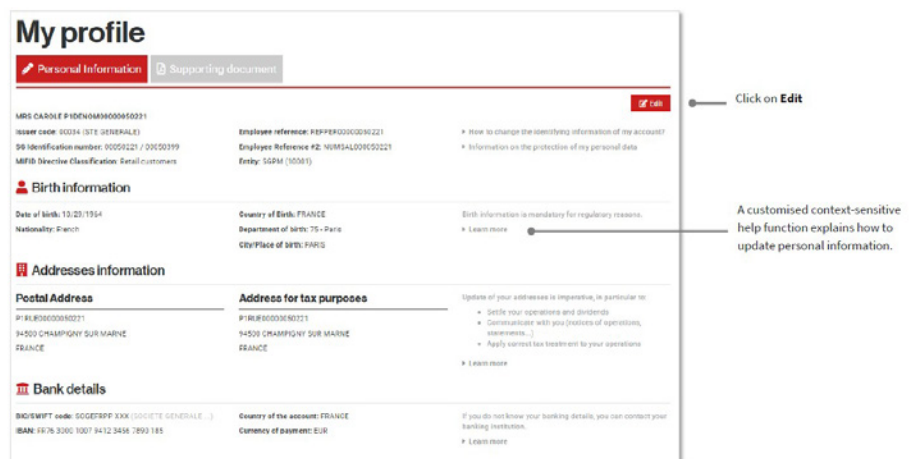 My profile
Personal Information
Supporting document
Edit
Click on Edit
MRS CAROLE P1DENOM00000050221
Issuer code: 00034 (STE GENERALE)
Employee reference: REFPER00000050221
How to change the identifying information of my account?
SG Identification number: 00050221 / 00050399
Employee Reference #2: NUMSAL000050221
Information on the protection of my personal data
MIFID Directive Classification: Retail customers
Entity: SGPM (10001)
Birth information
Date of birth: 10/29/1964
Country of Birth: FRANCE
Birth information is mandatory for regulatory reasons.
Nationality: French
Department of birth: 75 - Paris
Learn more
City/Place of birth: PARIS
A customised context-sensitive
help function explains how to
update personal information.
Addresses information
Postal Address
Address for tax purposes
Update of your addresses is imperative, in particular to:
P1RUE00000050221
P1RUE00000050221
Settle your operations and dividends
94500 CHAMPIGNY SUR MARNE
94500 CHAMPIGNY SUR MARNE
Communicate with you (notices of operations,
statements...)
FRANCE
FRANCE
Apply correct tax treatment to your operations
Learn more
Bank details
BIC/SWIFT code: SOGEFRPP XXX (SOCIETE GENERALE ...)
Country of the account: FRANCE
If you do not know your banking details, you can contact your
banking institution.
IBAN: FR76 3000 1007 9412 3456 7890 185
Currency of payment: EUR
Learn more